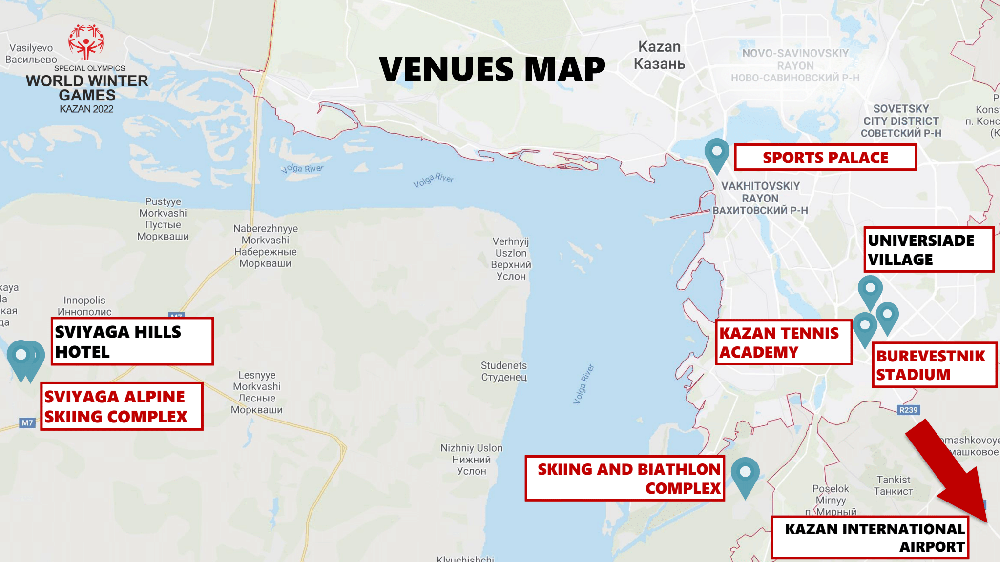 Vasilyevo
Васильево
SPECIAL OLYMPICS
WORLD WINTER
GAMES
KAZAN 2022
VENUES MAP
Kazan
Казань
NOVO-SAVINOVSKIY
RAYON
НОВО-САВИНОВСКИЙ Р-Н
SOVETSKY
CITY DISTRICT
СОВЕТСКИЙ Р-Н
SPORTS PALACE
Volga River
Volga River
VAKHITOVSKIY
RAYON
ВАХИТОВСКИЙ Р-Н
Pustyye
Morkvashi
Пустые
Моркваши
Naberezhnyye
Morkvashi
Набережные
Моркваши
Verhnyij
Uszlon
Верхний
Услон
UNIVERSIADE
VILLAGE
Innopolis
Иннополис
M7
SVIYAGA HILLS
HOTEL
KAZAN TENNIS
ACADEMY
BUREVESTNIK
STADIUM
Studenets
Студенец
Volga River
Lesnyye
Morkvashi
Лесные
Моркваши
SVIYAGA ALPINE
SKIING COMPLEX
M7
R239
Nizhniy Uslon
Нижний
Услон
SKIING AND BIATHLON
COMPLEX
Tankist
Танкист
Poselok
Mirnyy
п. Мирный
KAZAN INTERNATIONAL
AIRPORT
Klyuchishchi